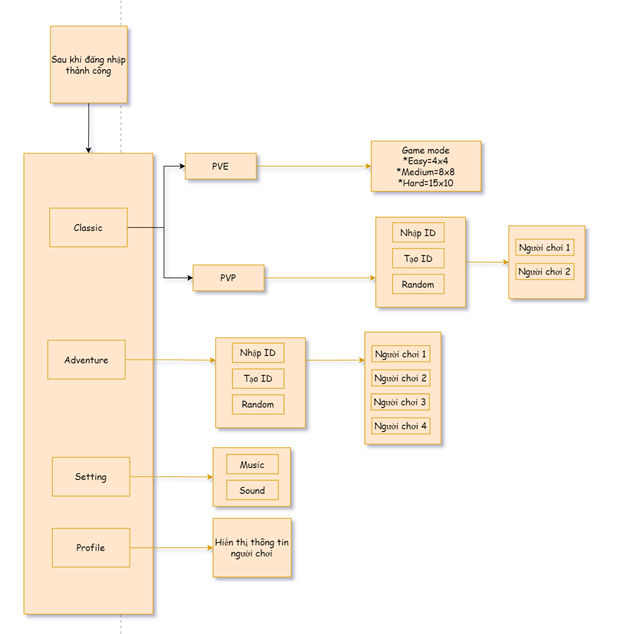 Sau khi đăng nhập
thành công
Classic
PVE
Game mode
*Easy=4x4
*Medium=8x8
*Hard=15x10
PVP
Nhập ID
Tạo ID
Random
Người chơi 1
Người chơi 2
Adventure
Nhập ID
Tạo ID
Random
Người chơi 1
Người chơi 2
Người chơi 3
Người chơi 4
Setting
Music
Sound
Profile
Hiển thị thông tin
người chơi